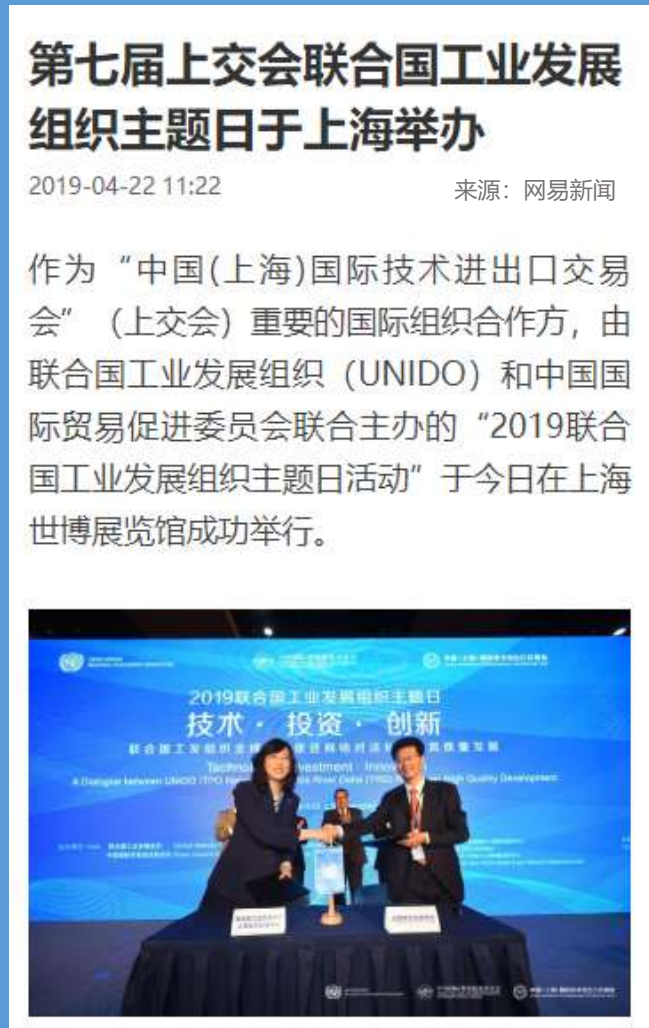 第七届上交会联合国工业发展
组织主题日于上海举办
2019-04-22 11:22
来源：网易新闻
作为“中国(上海)国际技术进出口交易
会”（上交会）重要的国际组织合作方，由
联合国工业发展组织（UNIDO）和中国国
际贸易促进委员会联合主办的“2019联合
国工业发展组织主题日活动”于今日在上海
世博展览馆成功举行。
2019联合国工业发展组织主题日
技术 · 投资 · 创新